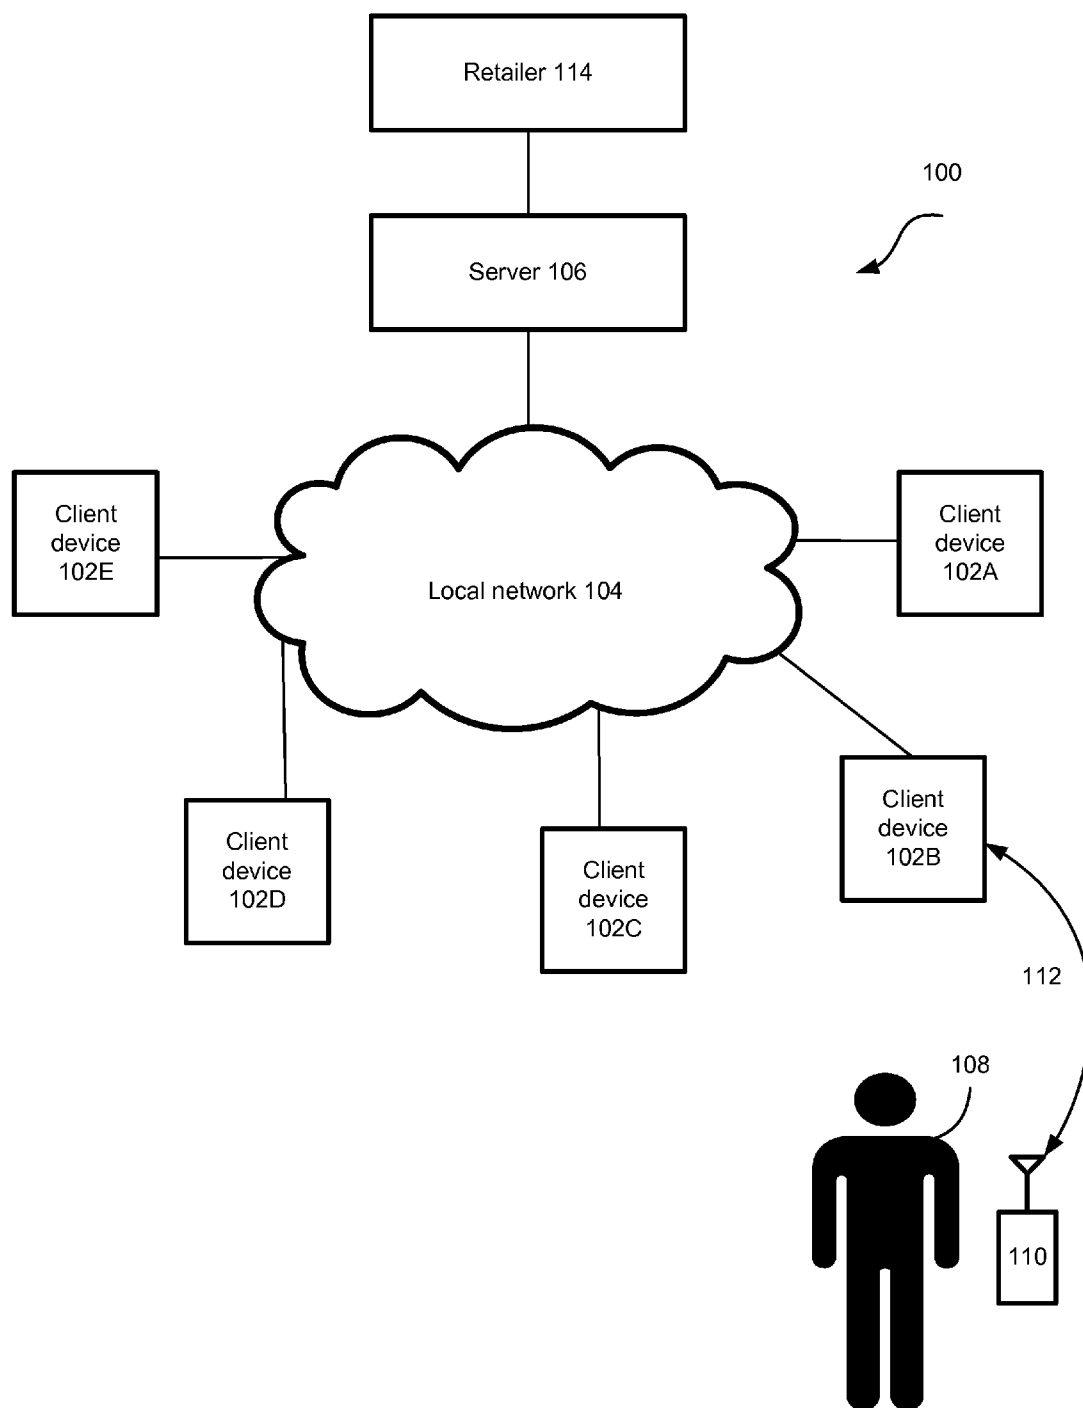 Retailer 114
100
Server 106
Client
device
102E
Client
device
102A
Local network 104
Client
device
102B
Client
device
102D
Client
device
102C
112
108
110